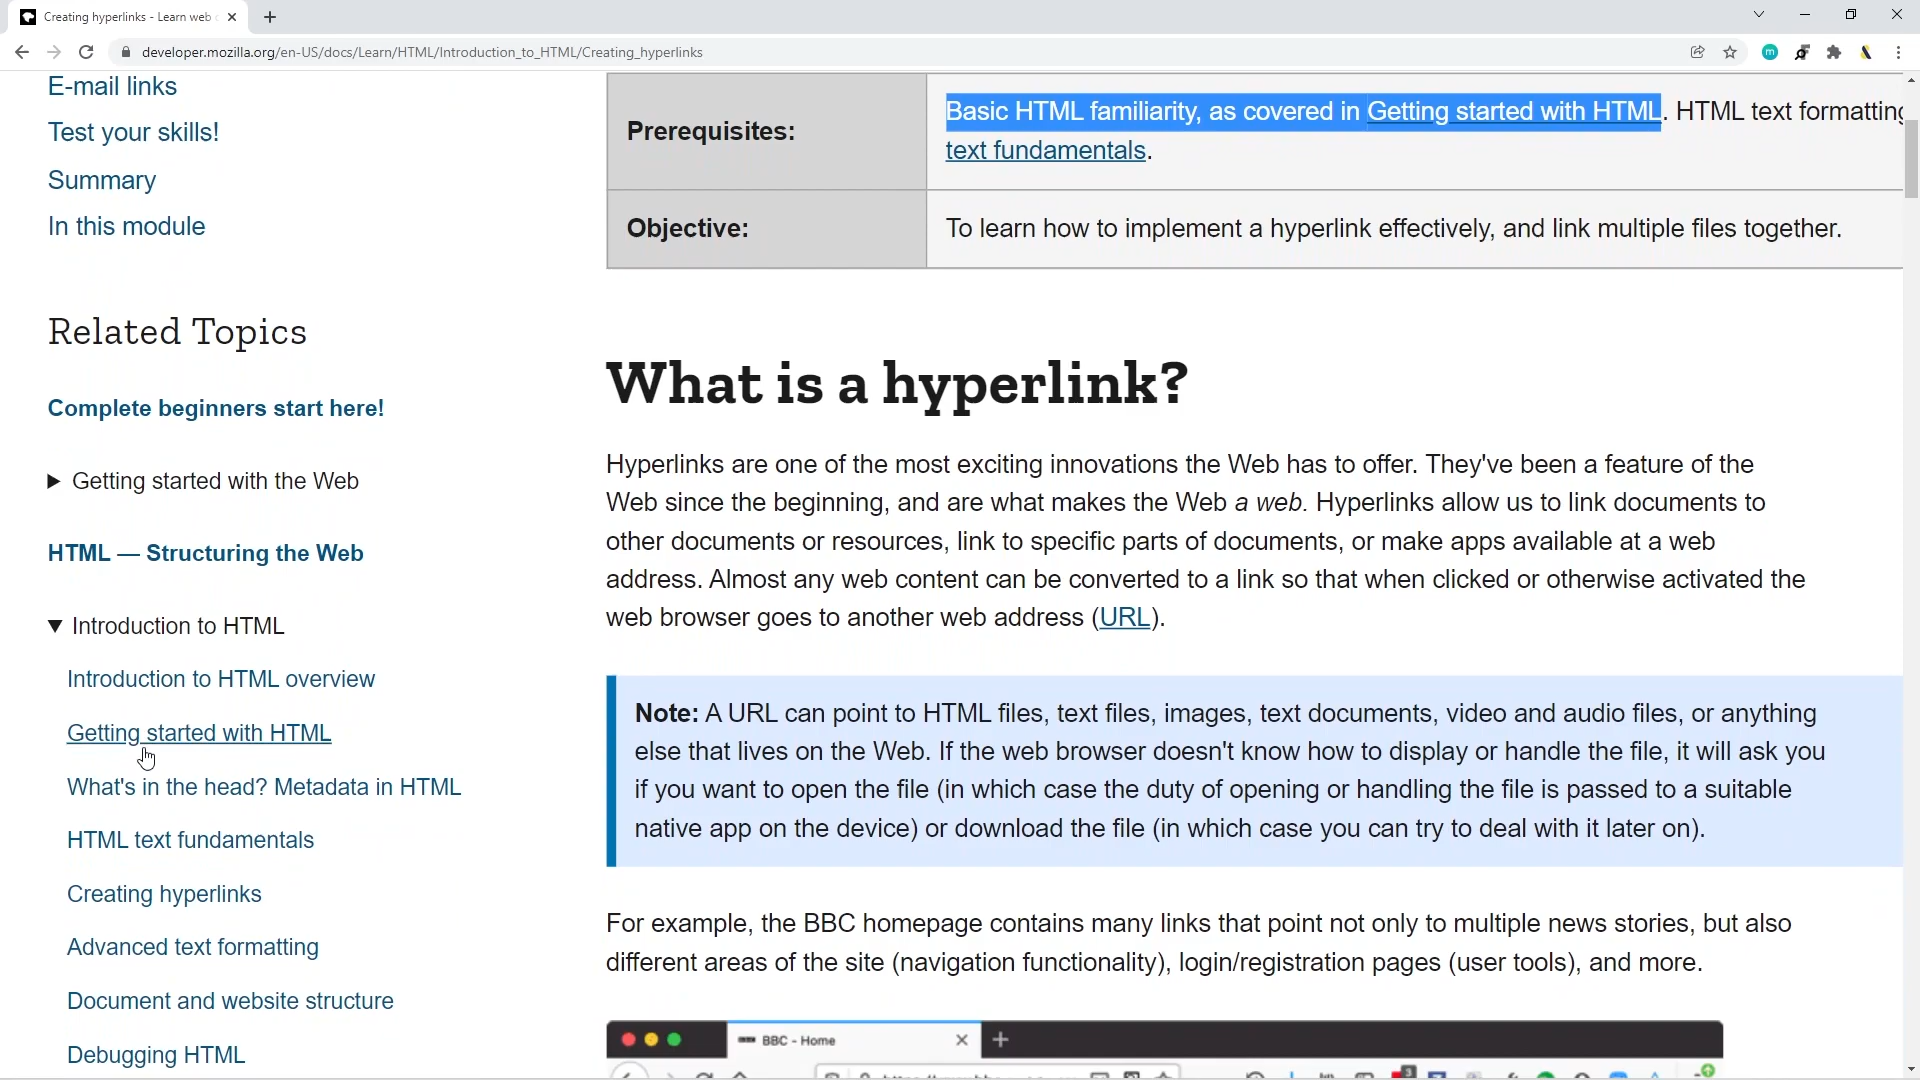 Creating hyperlinks - Learn web
developer.mozilla.org/en-US/docs/Learn/HTML/Introduction_to_HTML/Creating_hyperlinks
m
E-mail links
Test your skills!
Summary
In this module
Related Topics
Complete beginners start here!
Getting started with the Web
HTML — Structuring the Web
Introduction to HTML
Introduction to HTML overview
Getting started with HTML
What's in the head? Metadata in HTML
HTML text fundamentals
Creating hyperlinks
Advanced text formatting
Document and website structure
Debugging HTML
Prerequisites:
Basic HTML familiarity, as covered in Getting started with HTML. HTML text formatting
text fundamentals.
Objective:
To learn how to implement a hyperlink effectively, and link multiple files together.
What is a hyperlink?
Hyperlinks are one of the most exciting innovations the Web has to offer. They've been a feature of the
Web since the beginning, and are what makes the Web a web. Hyperlinks allow us to link documents to
other documents or resources, link to specific parts of documents, or make apps available at a web
address. Almost any web content can be converted to a link so that when clicked or otherwise activated the
web browser goes to another web address (URL).
Note: A URL can point to HTML files, text files, images, text documents, video and audio files, or anything
else that lives on the Web. If the web browser doesn't know how to display or handle the file, it will ask you
if you want to open the file (in which case the duty of opening or handling the file is passed to a suitable
native app on the device) or download the file (in which case you can try to deal with it later on).
For example, the BBC homepage contains many links that point not only to multiple news stories, but also
different areas of the site (navigation functionality), login/registration pages (user tools), and more.
BBC - Home
3